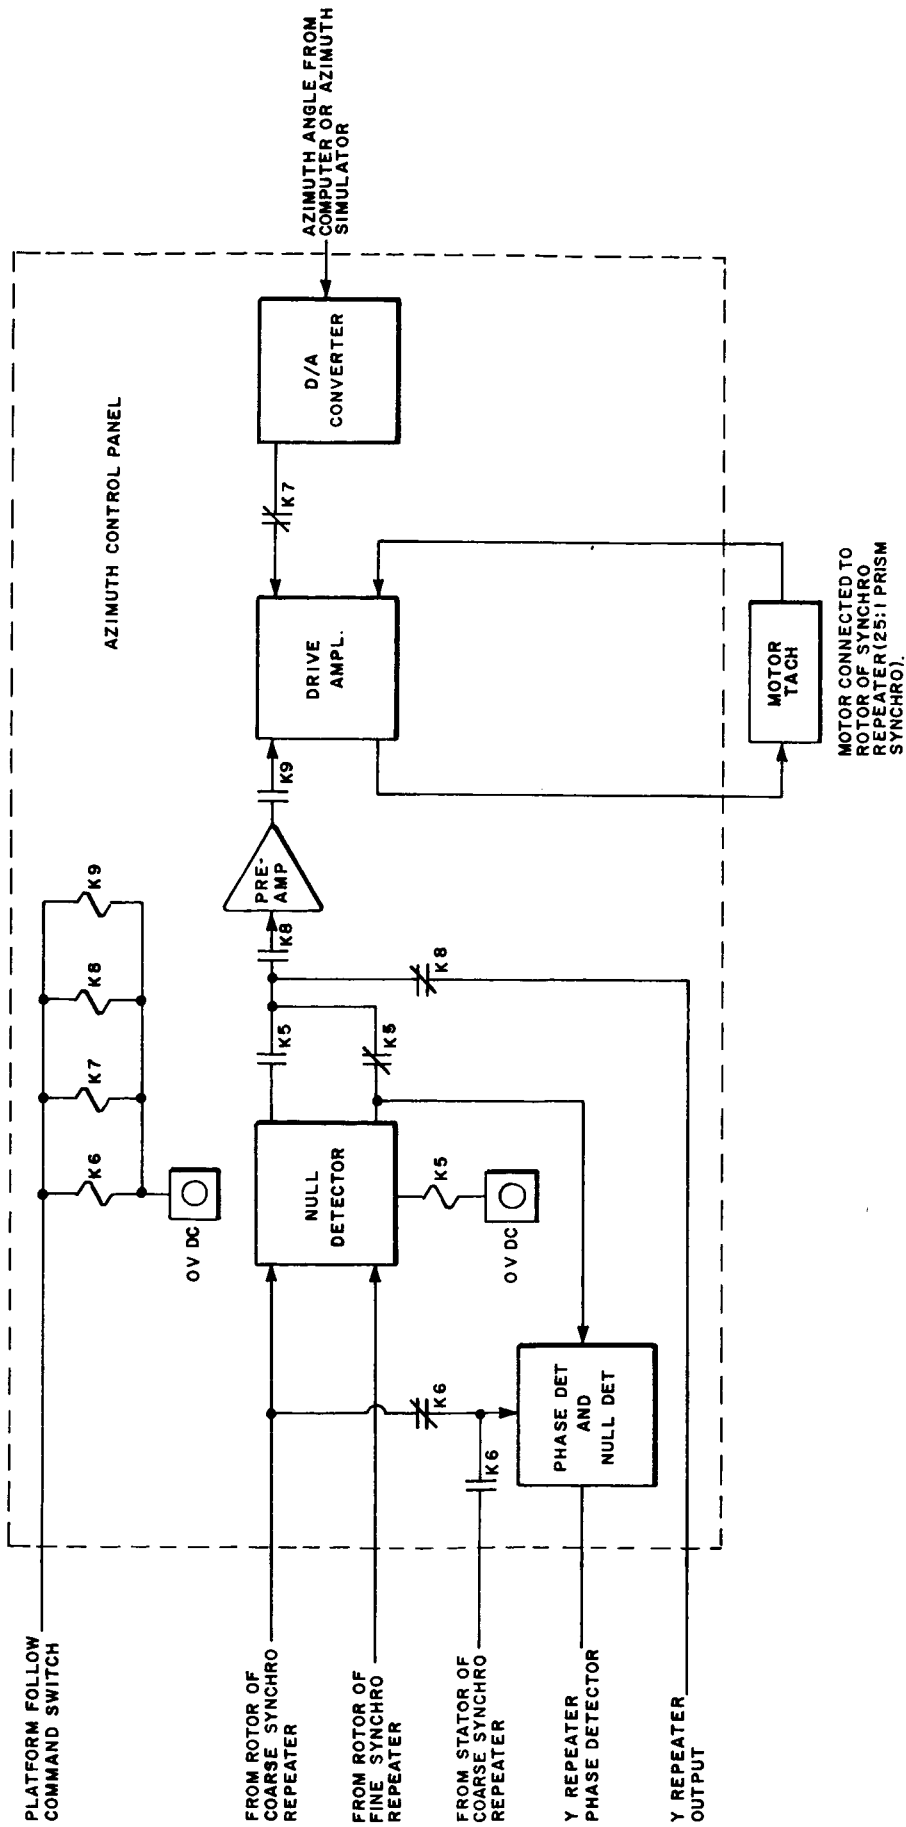 PLATFORM FOLLOW
COMMAND SWITCH
K6
K7
K8
K9
0V DC
AZIMUTH CONTROL PANEL
FROM ROTOR OF
COARSE SYNCHRO
REPEATER
FROM ROTOR OF
FINE SYNCHRO
REPEATER
NULL
DETECTOR
K5
K5
K5
0V DC
K8
K8
PRE-
AMP
K9
DRIVE
AMPL.
K7
D/A
CONVERTER
AZIMUTH ANGLE FROM
COMPUTER OR AZIMUTH
SIMULATOR
FROM STATOR OF
COARSE SYNCHRO
REPEATER
K6
K6
PHASE DET
AND
NULL DET
Y REPEATER
PHASE DETECTOR
Y REPEATER
OUTPUT
MOTOR
TACH
MOTOR CONNECTED TO
ROTOR OF SYNCHRO
REPEATER (25:1 PRISM
SYNCHRO).